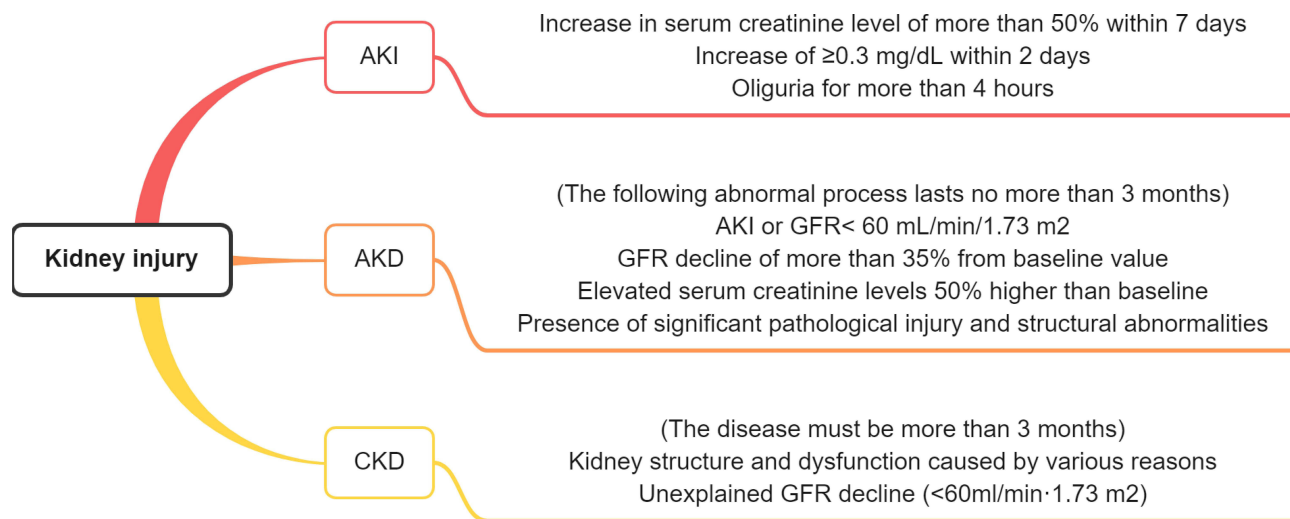 Kidney injury
AKI
Increase in serum creatinine level of more than 50% within 7 days
Increase of ≥0.3 mg/dL within 2 days
Oliguria for more than 4 hours
AKD
(The following abnormal process lasts no more than 3 months)
AKI or GFR< 60 mL/min/1.73 m2
GFR decline of more than 35% from baseline value
Elevated serum creatinine levels 50% higher than baseline
Presence of significant pathological injury and structural abnormalities
CKD
(The disease must be more than 3 months)
Kidney structure and dysfunction caused by various reasons
Unexplained GFR decline (<60ml/min·1.73 m2)